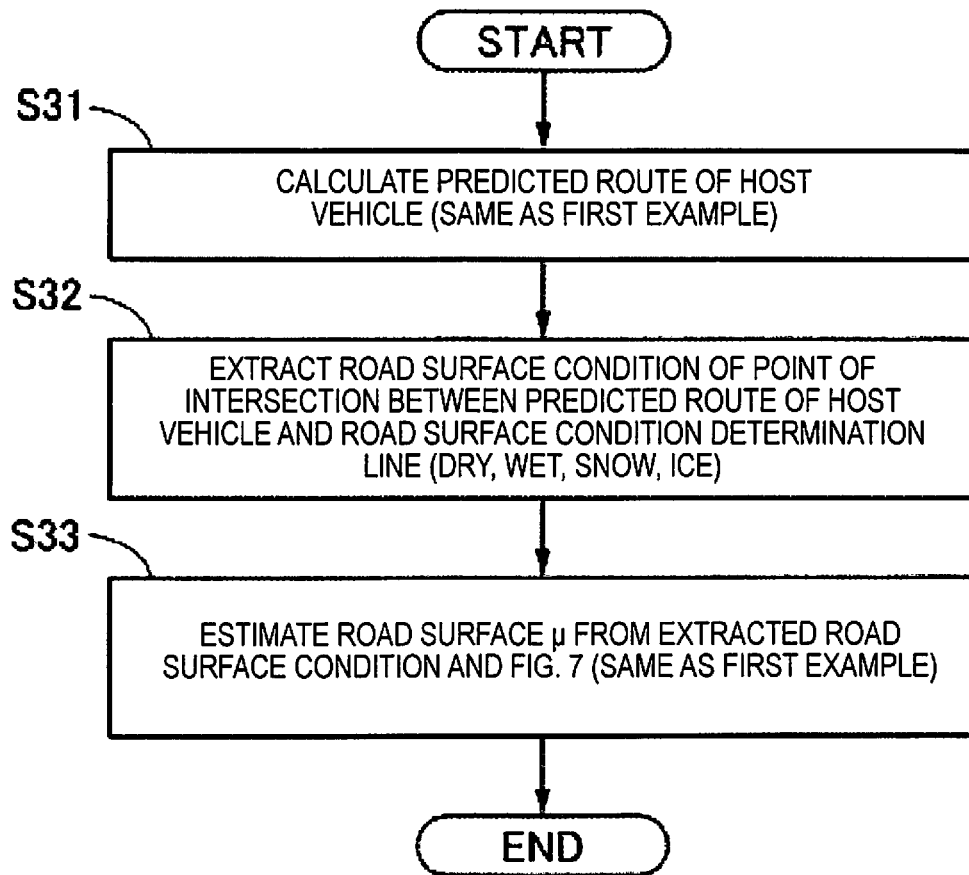 START
S31
CALCULATE PREDICTED ROUTE OF HOST
VEHICLE (SAME AS FIRST EXAMPLE)
S32
EXTRACT ROAD SURFACE CONDITION OF POINT OF
INTERSECTION BETWEEN PREDICTED ROUTE OF HOST
VEHICLE AND ROAD SURFACE CONDITION DETERMINATION
LINE (DRY, WET, SNOW, ICE)
S33
ESTIMATE ROAD SURFACE µ FROM EXTRACTED ROAD
SURFACE CONDITION AND FIG. 7 (SAME AS FIRST EXAMPLE)
END